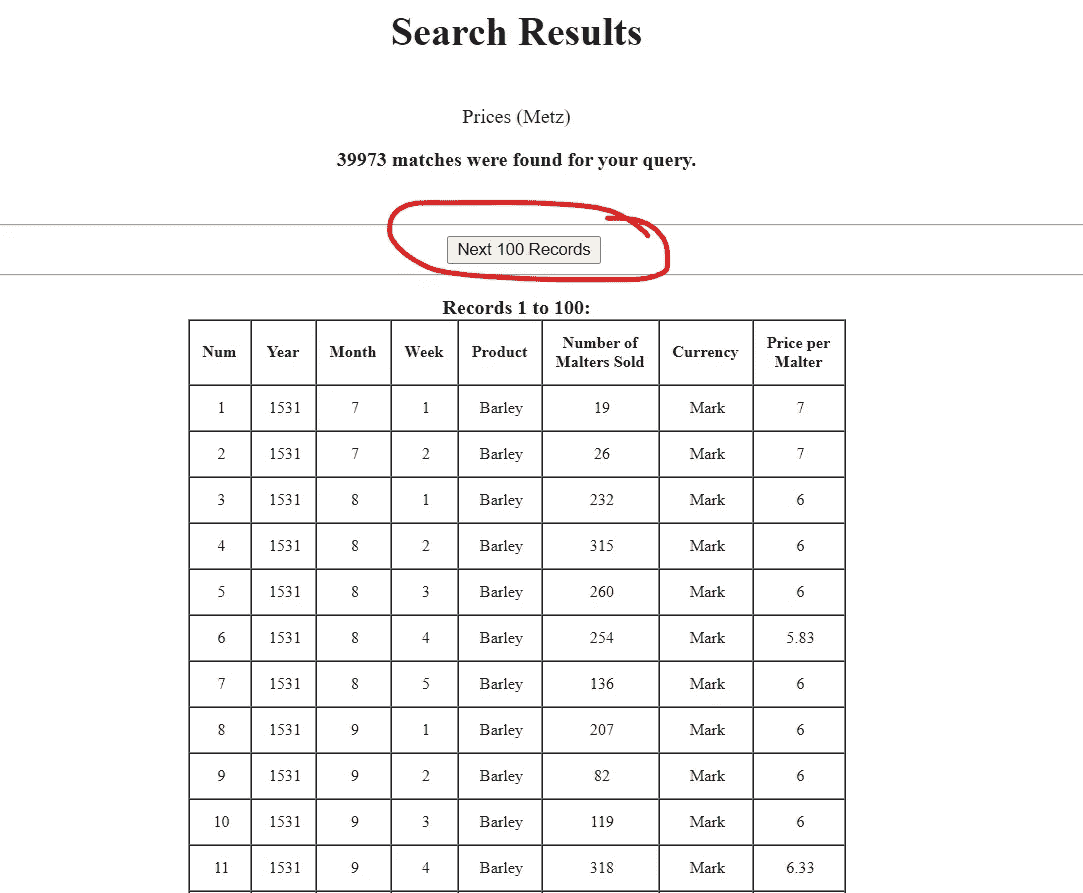 Search Results
Prices (Metz)
39973 matches were found for your query.
Next 100 Records
Records 1 to 100:
Num Year Month Week Product Number of Malters Sold Currency Price per Malter
1 1531 7 1 Barley 19 Mark 7
2 1531 7 2 Barley 26 Mark 7
3 1531 8 1 Barley 232 Mark 6
4 1531 8 2 Barley 315 Mark 6
5 1531 8 3 Barley 260 Mark 6
6 1531 8 4 Barley 254 Mark 5.83
7 1531 8 5 Barley 136 Mark 6
8 1531 9 1 Barley 207 Mark 6
9 1531 9 2 Barley 82 Mark 6
10 1531 9 3 Barley 119 Mark 6
11 1531 9 4 Barley 318 Mark 6.33